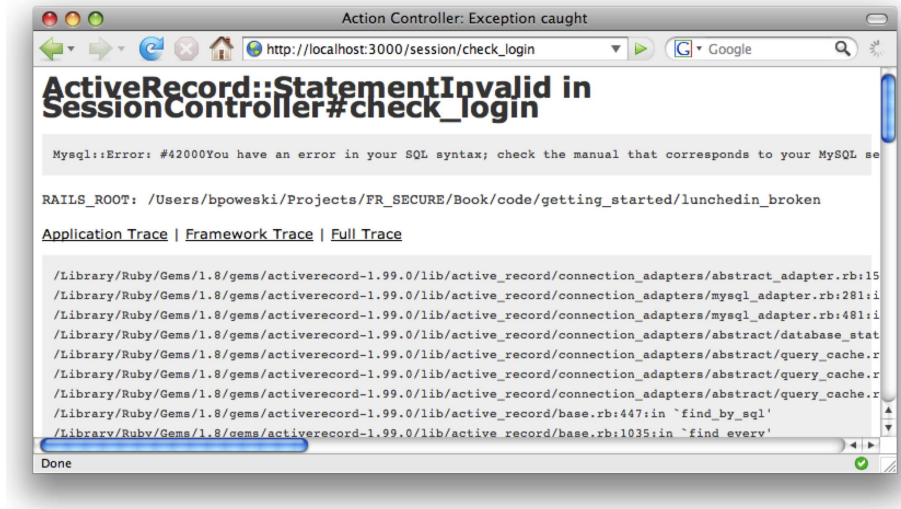 Action Controller: Exception caught
http://localhost:3000/session/check_login
G Google
ActiveRecord::StatementInvalid in
SessionController#check_login
Mysql::Error: #42000You have an error in your SQL syntax; check the manual that corresponds to your MySQL se
RAILS_ROOT: /Users/bpoweski/Projects/FR_SECURE/Book/code/getting_started/lunchedin_broken
Application Trace | Framework Trace | Full Trace
/Library/Ruby/Gems/1.8/gems/activerecord-1.99.0/lib/active_record/connection_adapters/abstract_adapter.rb:15
/Library/Ruby/Gems/1.8/gems/activerecord-1.99.0/lib/active_record/connection_adapters/mysql_adapter.rb:281:i
/Library/Ruby/Gems/1.8/gems/activerecord-1.99.0/lib/active_record/connection_adapters/mysql_adapter.rb:481:i
/Library/Ruby/Gems/1.8/gems/activerecord-1.99.0/lib/active_record/connection_adapters/abstract/database_stat
/Library/Ruby/Gems/1.8/gems/activerecord-1.99.0/lib/active_record/connection_adapters/abstract/query_cache.r
/Library/Ruby/Gems/1.8/gems/activerecord-1.99.0/lib/active_record/connection_adapters/abstract/query_cache.r
/Library/Ruby/Gems/1.8/gems/activerecord-1.99.0/lib/active_record/connection_adapters/abstract/query_cache.r
/Library/Ruby/Gems/1.8/gems/activerecord-1.99.0/lib/active_record/base.rb:447:in `find_by_sql'
/Library/Ruby/Gems/1.8/gems/activerecord-1.99.0/lib/active_record/base.rb:1035:in `find_every'
Done